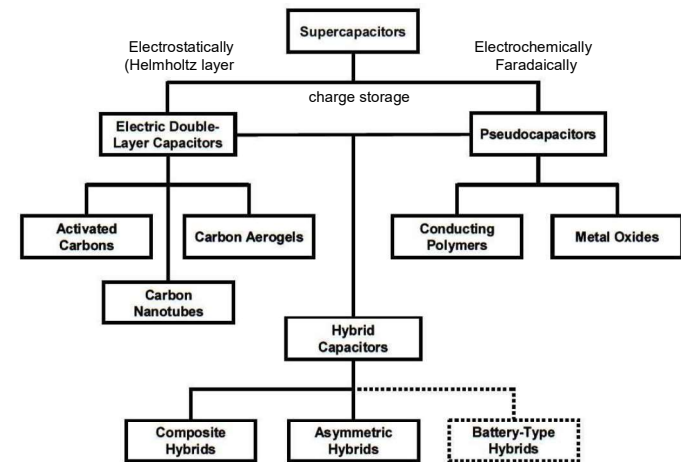 Supercapacitors
Electrostatically
(Helmholtz layer
Electrochemically
Faradaically
charge storage
Electric Double-
Layer Capacitors
Pseudocapacitors
Activated
Carbons
Carbon Aerogels
Conducting
Polymers
Metal Oxides
Carbon
Nanotubes
Hybrid
Capacitors
Composite
Hybrids
Asymmetric
Hybrids
Battery-Type
Hybrids